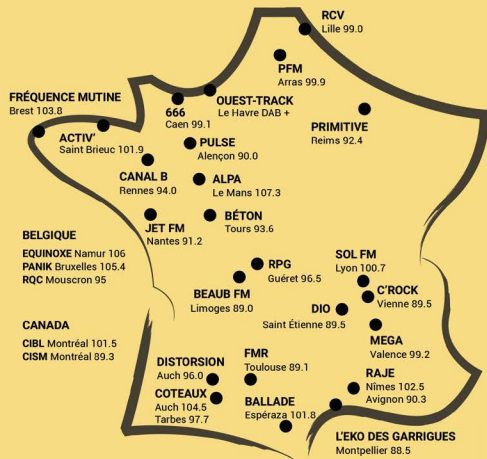 RCV
Lille 99.0
PFM
Arras 99.9
FRÉQUENCE MUTINE
Brest 103.8
ACTIV'
Saint Brieuc 101.9
666
Caen 99.1
OUEST-TRACK
Le Havre DAB +
PRIMITIVE
Reims 92.4
PULSE
Alençon 90.0
CANAL B
Rennes 94.0
ALPA
Le Mans 107.3
JET FM
Nantes 91.2
BÉTON
Tours 93.6
BELGIQUE
EQUINOXE Namur 106
PANIK Bruxelles 105.4
RQC Mouscron 95
CANADA
CIBL Montréal 101.5
CISM Montréal 89.3
RPG
Guéret 96.5
BEAUB FM
Limoges 89.0
SOL FM
Lyon 100.7
C'ROCK
Vienne 89.5
DIO
Saint Étienne 89.5
MEGA
Valence 99.2
DISTORSION
Auch 96.0
COTEAUX
Auch 104.5
Tarbes 97.7
FMR
Toulouse 89.1
BALLADE
Espéraza 101.8
RAJE
Nîmes 102.5
Avignon 90.3
L'EKO DES GARRIGUES
Montpellier 88.5